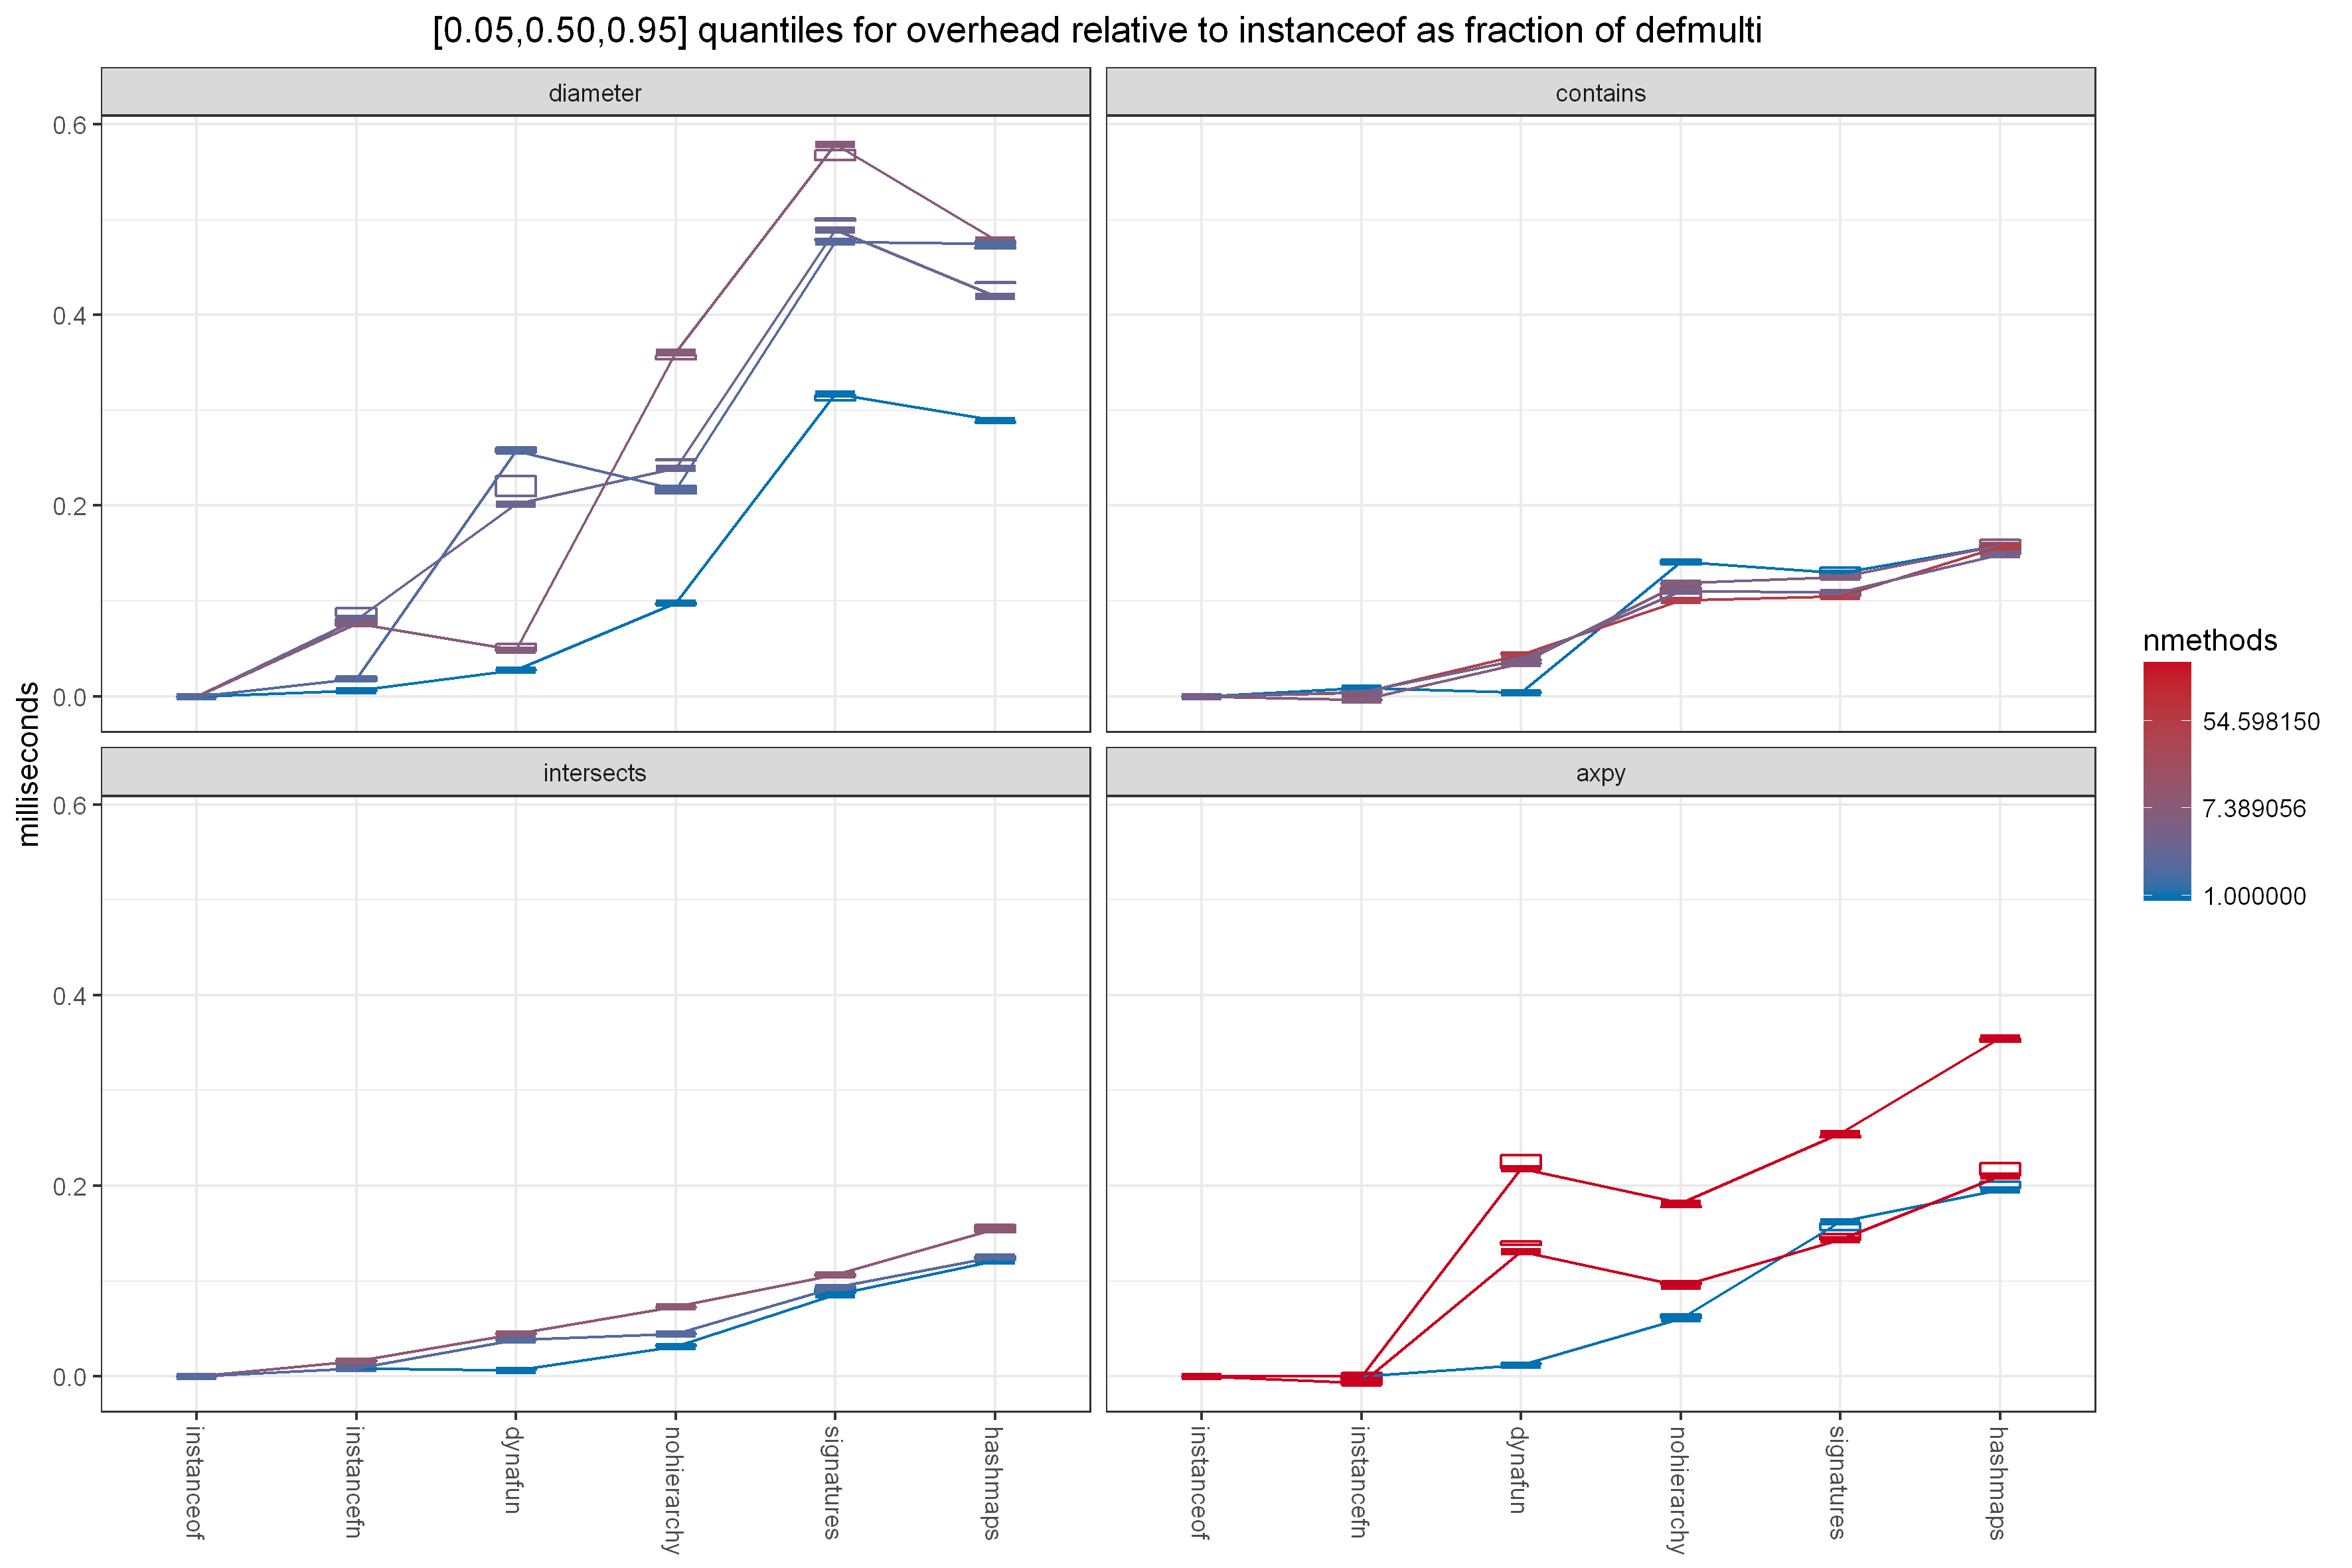 [0.05,0.50,0.95] quantiles for overhead relative to instanceof as fraction of defmulti
diameter
contains
0.6
0.4
0.2
0.0
intersects
axpy
0.6
0.4
0.2
0.0
milliseconds
instanceof
instancefn
dynafun
nohierarchy
signatures
hashmaps
instanceof
instancefn
dynafun
nohierarchy
signatures
hashmaps
nmethods
54.598150
7.389056
1.000000